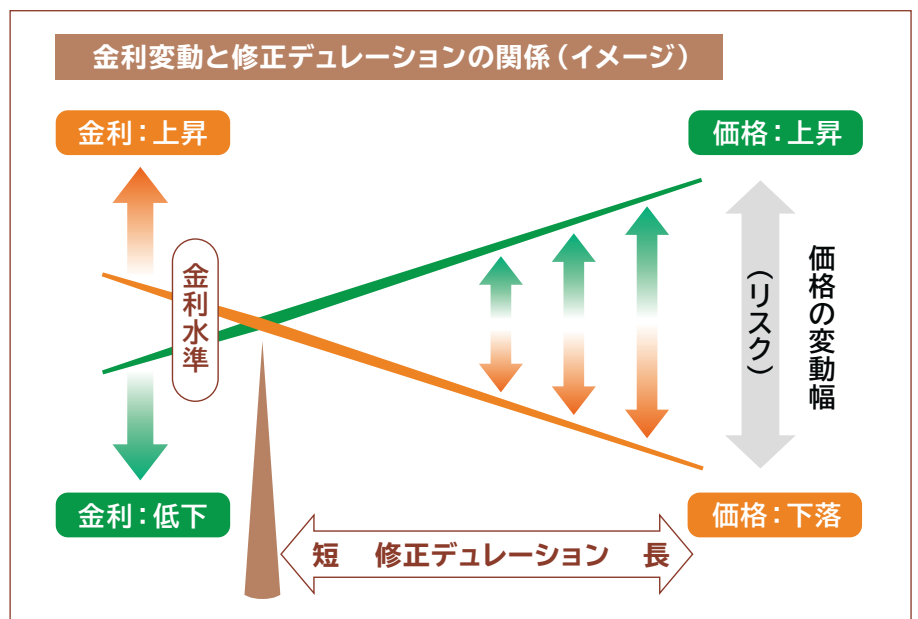 金利変動と修正デュレーションの関係（イメージ）
金利：上昇
価格：上昇
金利水準
価格の変動幅
（リスク）
金利：低下
価格：下落
短　修正デュレーション　長